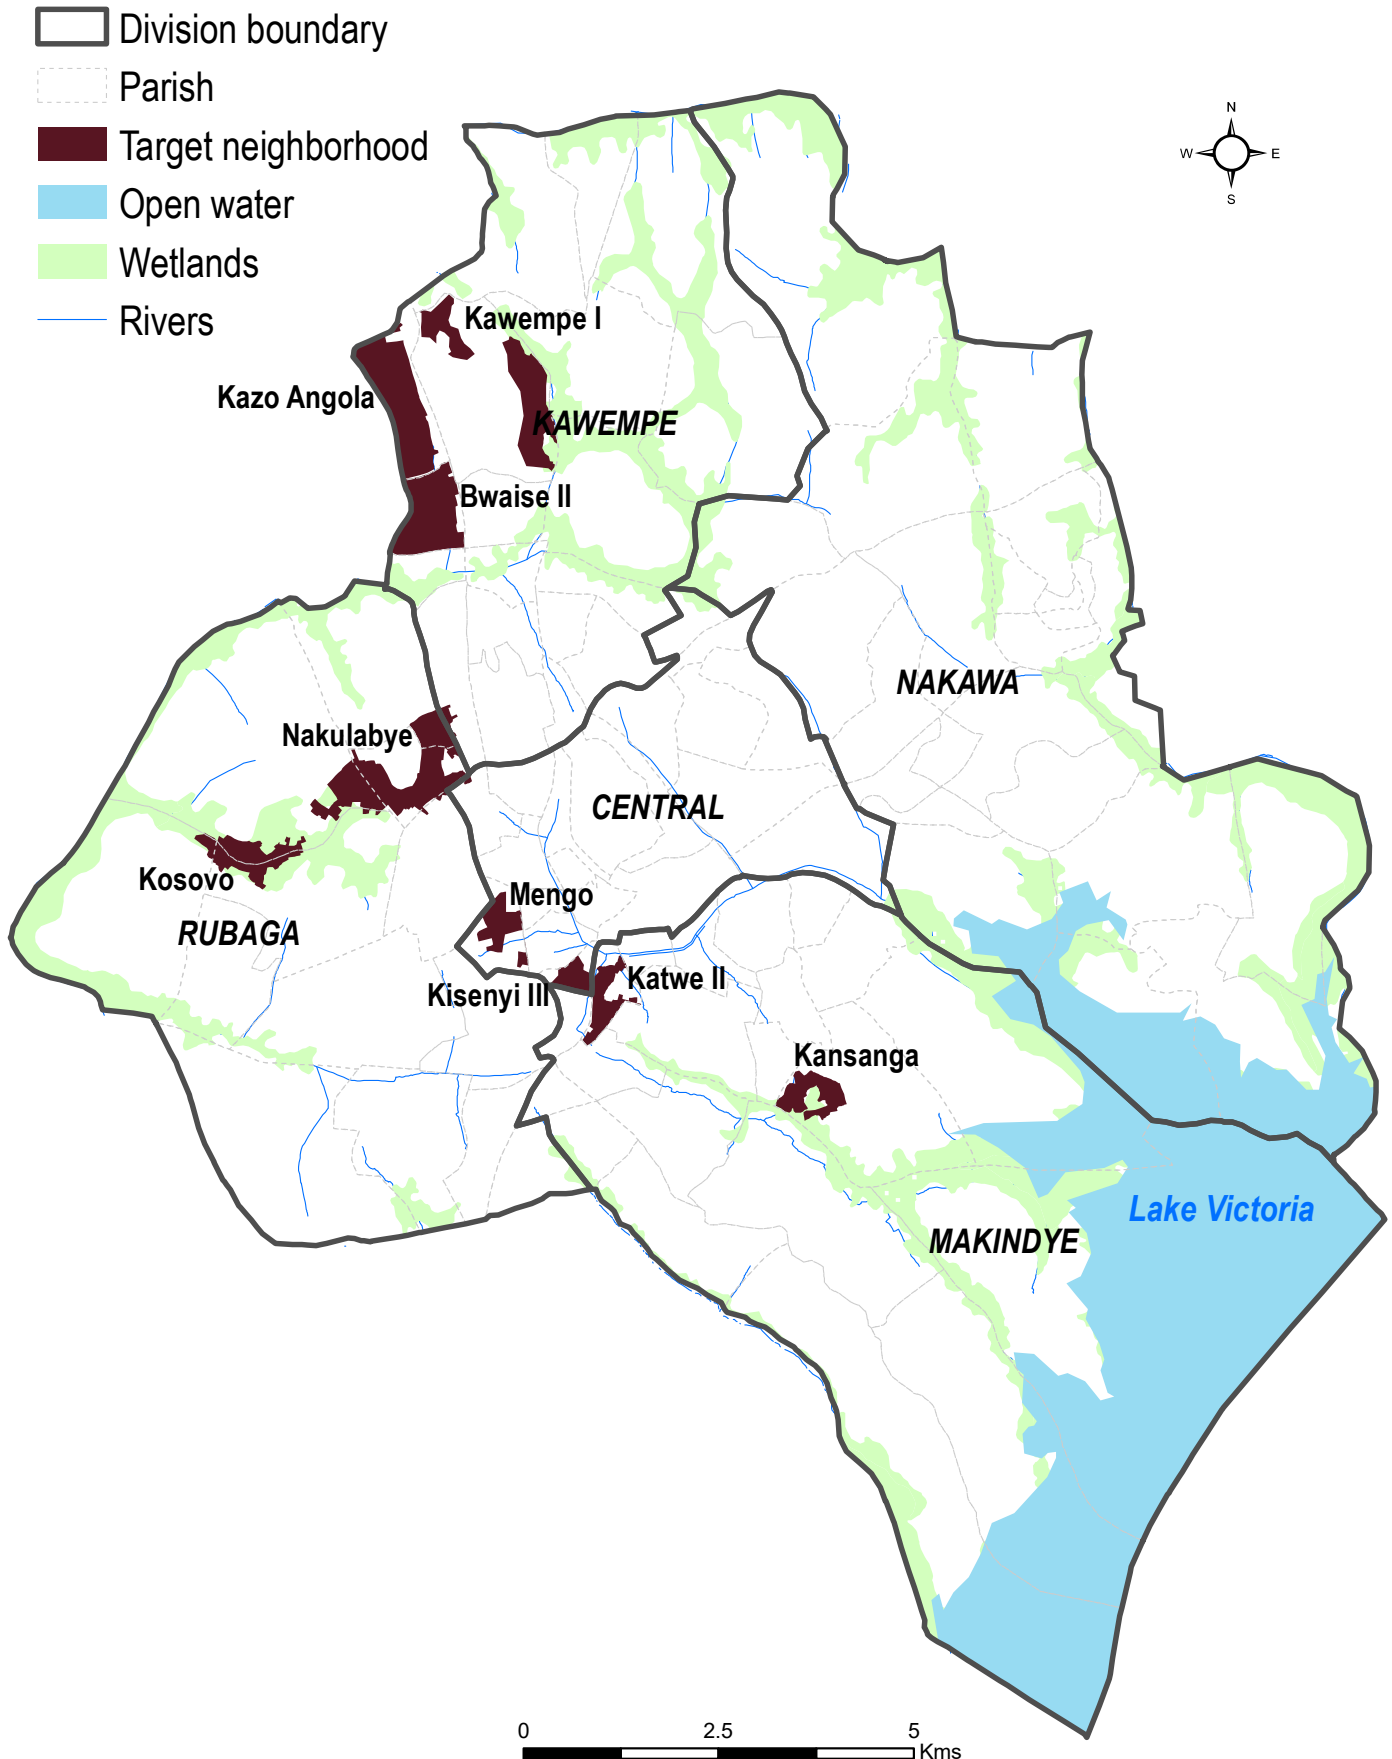 Division boundary
Parish
Target neighborhood
Open water
Wetlands
Rivers
N
W E
S
Kawempe I
Kazo Angola
KAWEMPE
Bwaise II
NAKAWA
Nakulabye
CENTRAL
Kosovo
Mengo
RUBAGA
Katwe II
Kisenyi III
Kansanga
Lake Victoria
MAKINDYE
0 2.5 5
Kms